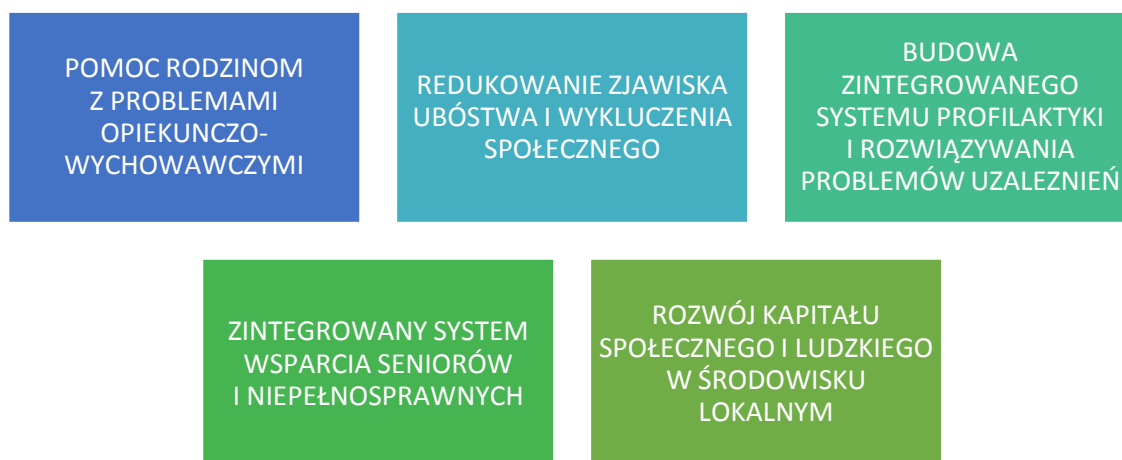 POMOC RODZINOM
Z PROBLEMAMI
OPIEKUNCZO-
WYCHOWAWCZYMI
REDUKOWANIE ZJAWISKA
UBÓSTWA I WYKLUCZENIA
SPOŁECZNEGO
BUDOWA
ZINTEGROWANEGO
SYSTEMU PROFILAKTYKI
I ROZWIĄZYWANIA
PROBLEMÓW UZALEZNIEŃ
ZINTEGROWANY SYSTEM
WSPARCIA SENIORÓW
I NIEPEŁNOSPRAWNYCH
ROZWÓJ KAPITAŁU
SPOŁECZNEGO I LUDZKIEGO
W ŚRODOWISKU
LOKALNYM